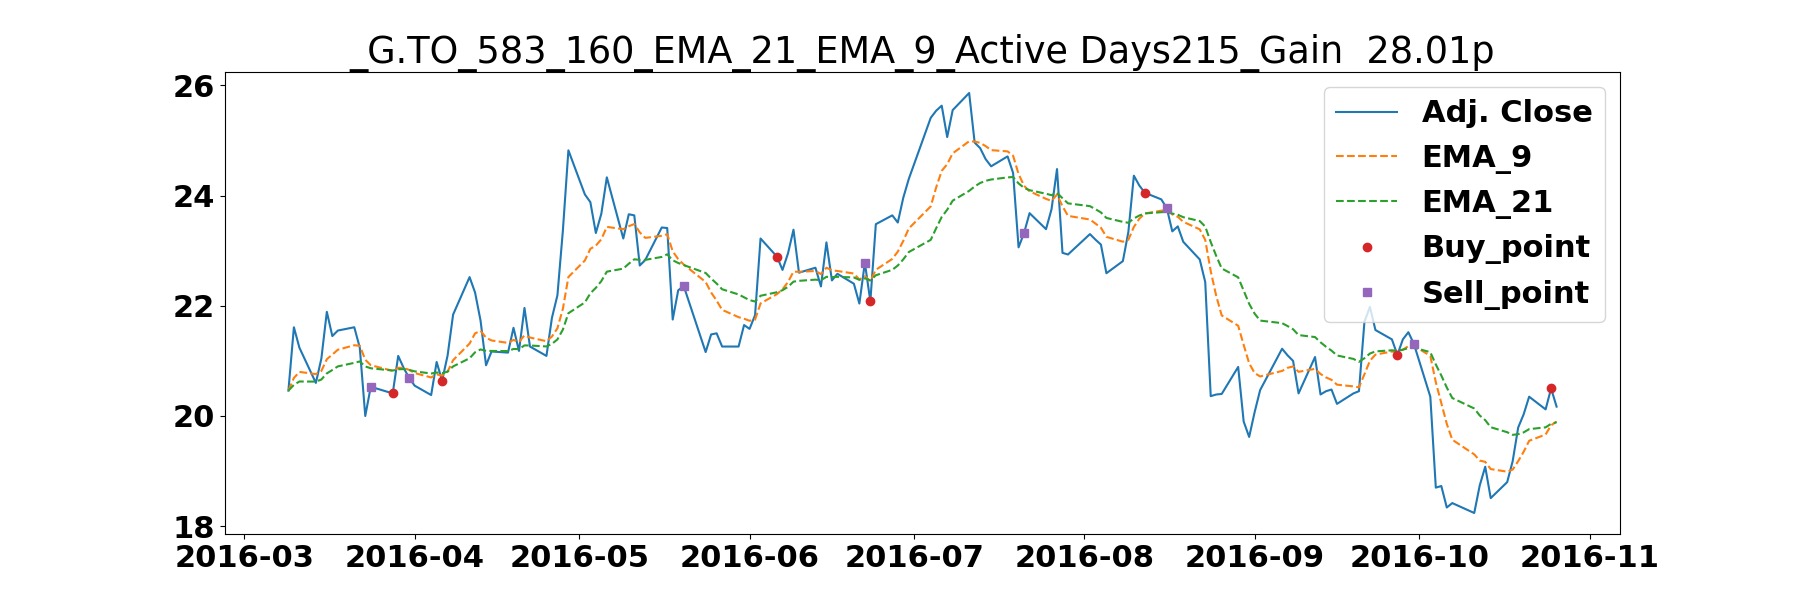 _G.TO_583_160_EMA_21_EMA_9_Active Days215_Gain  28.01p
26
24
22
20
18
2016-03 2016-04 2016-05 2016-06 2016-07 2016-08 2016-09 2016-10 2016-11
Adj. Close
EMA_9
EMA_21
Buy_point
Sell_point